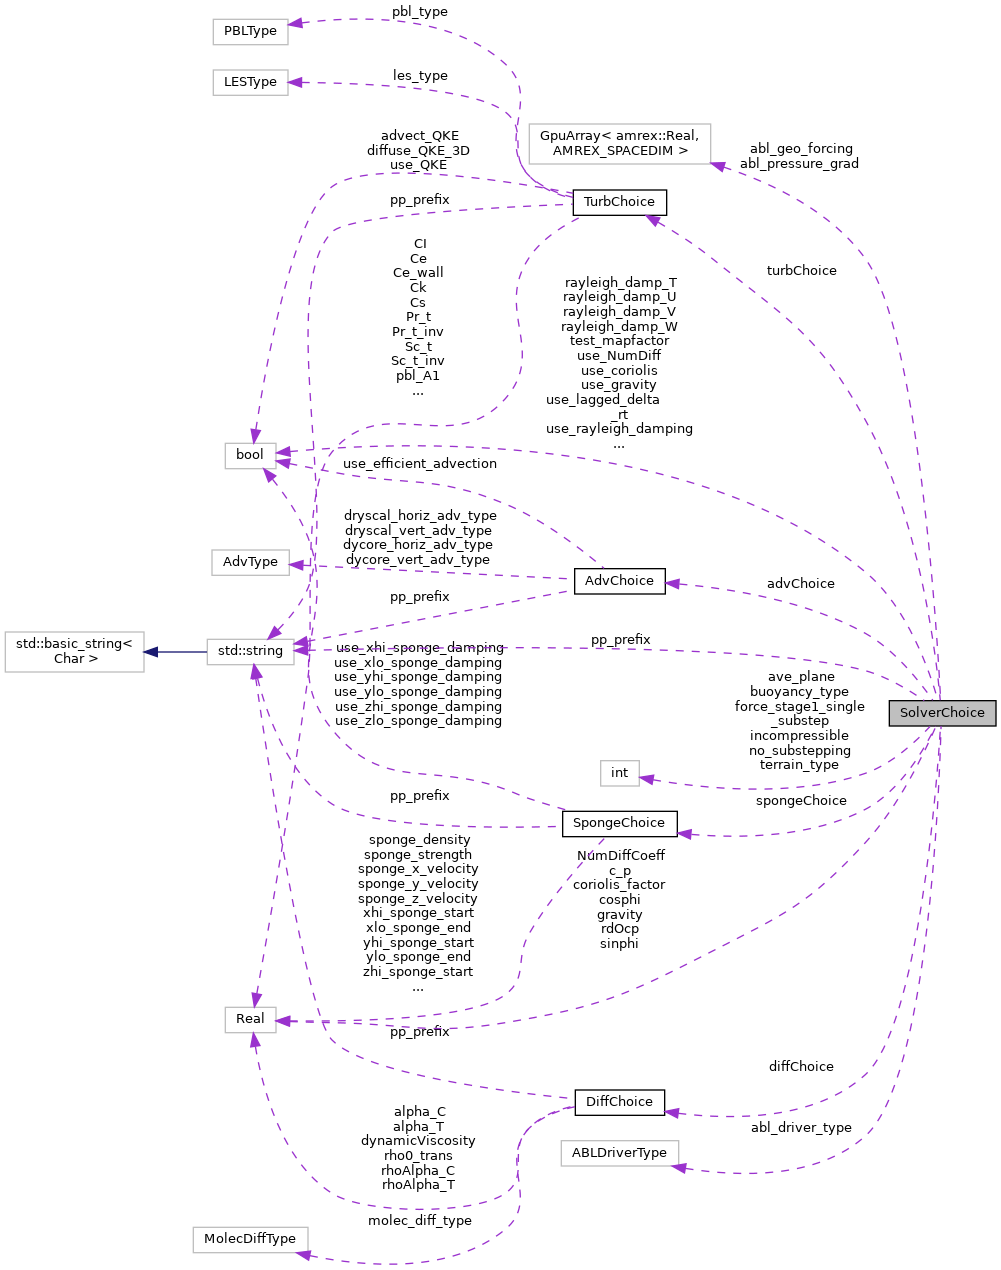 pbl_type
PBLType
les_type
LESType
GpuArray< amrex::Real,
AMREX_SPACEDIM >
advect_QKE
diffuse_QKE_3D
use_QKE
abl_geo_forcing
abl_pressure_grad
pp_prefix
TurbChoice
CI
Ce
Ce_wall
Ck
Cs
Pr_t
Pr_t_inv
Sc_t
Sc_t_inv
pbl_A1
...
turbChoice
rayleigh_damp_T
rayleigh_damp_U
rayleigh_damp_V
rayleigh_damp_W
test_mapfactor
use_NumDiff
use_coriolis
use_gravity
use_lagged_delta
_rt
use_rayleigh_damping
...
bool
use_efficient_advection
dryscal_horiz_adv_type
dryscal_vert_adv_type
dycore_horiz_adv_type
dycore_vert_adv_type
AdvType
AdvChoice
advChoice
pp_prefix
std::basic_string<
Char >
std::string
pp_prefix
use_xhi_sponge_damping
use_xlo_sponge_damping
use_yhi_sponge_damping
use_ylo_sponge_damping
use_zhi_sponge_damping
use_zlo_sponge_damping
ave_plane
buoyancy_type
force_stage1_single
_substep
incompressible
no_substepping
terrain_type
SolverChoice
int
pp_prefix
spongeChoice
SpongeChoice
sponge_density
sponge_strength
sponge_x_velocity
sponge_y_velocity
sponge_z_velocity
xhi_sponge_start
xlo_sponge_end
yhi_sponge_start
ylo_sponge_end
zhi_sponge_start
...
NumDiffCoeff
c_p
coriolis_factor
cosphi
gravity
rdOcp
sinphi
Real
pp_prefix
diffChoice
DiffChoice
alpha_C
alpha_T
dynamicViscosity
rho0_trans
rhoAlpha_C
rhoAlpha_T
abl_driver_type
ABLDriverType
molec_diff_type
MolecDiffType